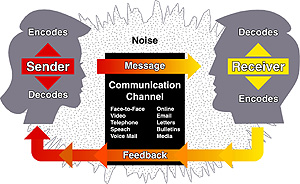 Encodes
Decodes
Noise
Sender
Message
Receiver
Communication
Channel
Decodes
Encodes
Face-to-Face Online
Video Email
Telephone Letters
Speach Bulletins
Voice Mail Media
Feedback